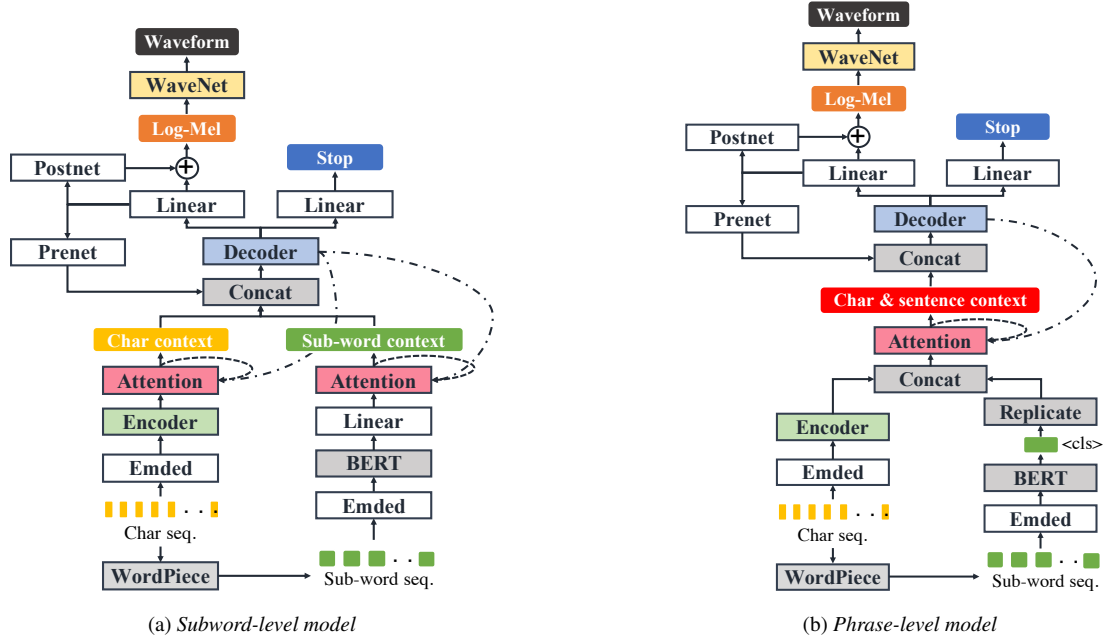 Waveform
WaveNet
Log-Mel
Postnet
+
Stop
Linear
Linear
Prenet
Decoder
Concat
Char context
Sub-word context
Attention
Attention
Encoder
Linear
Emded
BERT
Emded
Char seq.
WordPiece
Sub-word seq.
(a) Subword-level model
Waveform
WaveNet
Log-Mel
Postnet
+
Stop
Linear
Linear
Prenet
Decoder
Concat
Char & sentence context
Attention
Concat
Encoder
Replicate
<cls>
Emded
BERT
Emded
Char seq.
WordPiece
Sub-word seq.
(b) Phrase-level model